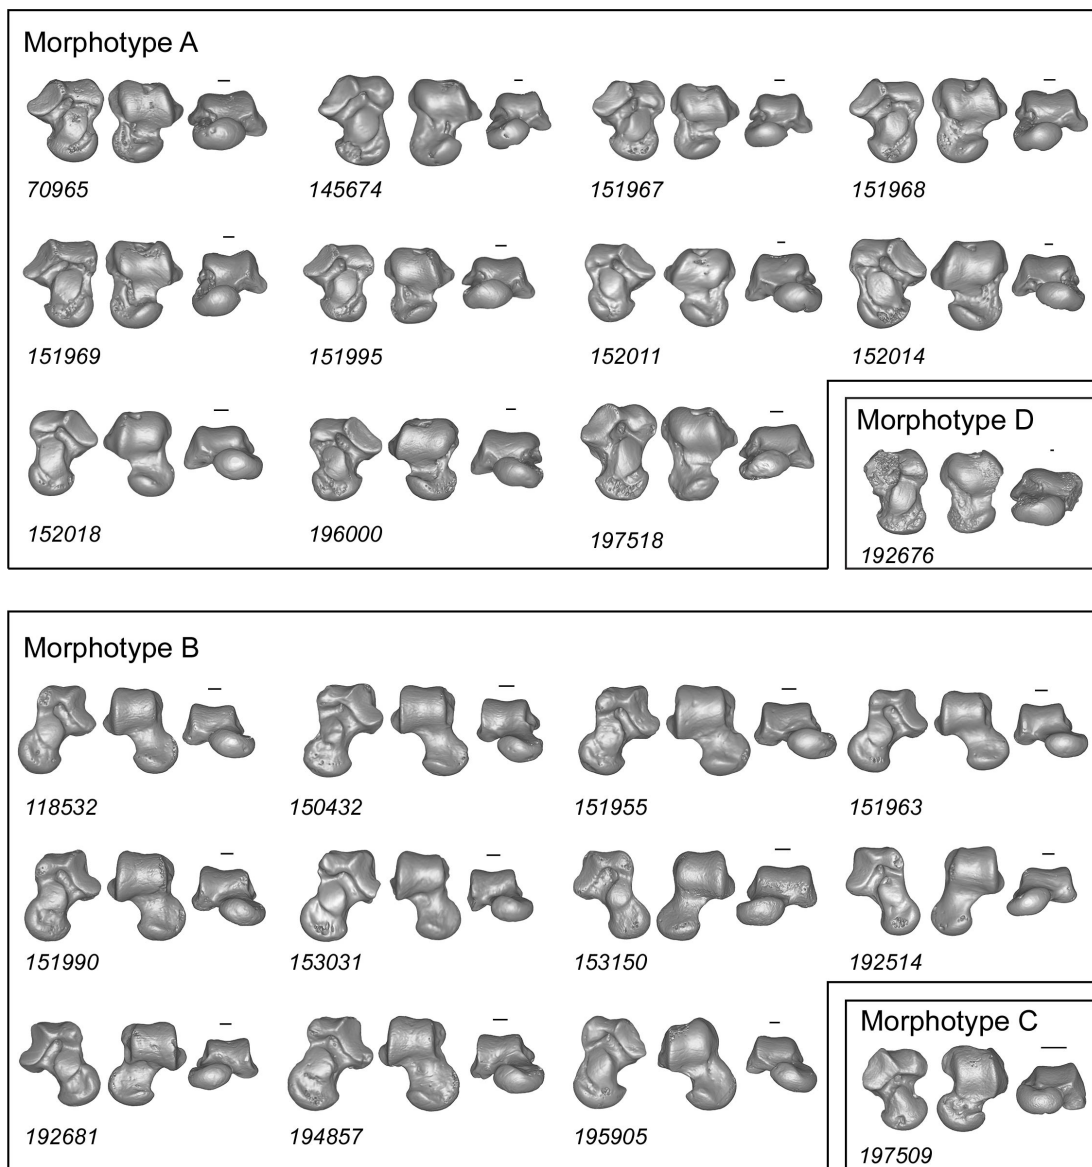 Morphotype A
70965 145674 151967 151968
151969 151995 152011 152014
Morphotype D
152018 196000 197518 192676
Morphotype B
118532 150432 151955 151963
151990 153031 153150 192514
Morphotype C
192681 194857 195905 197509